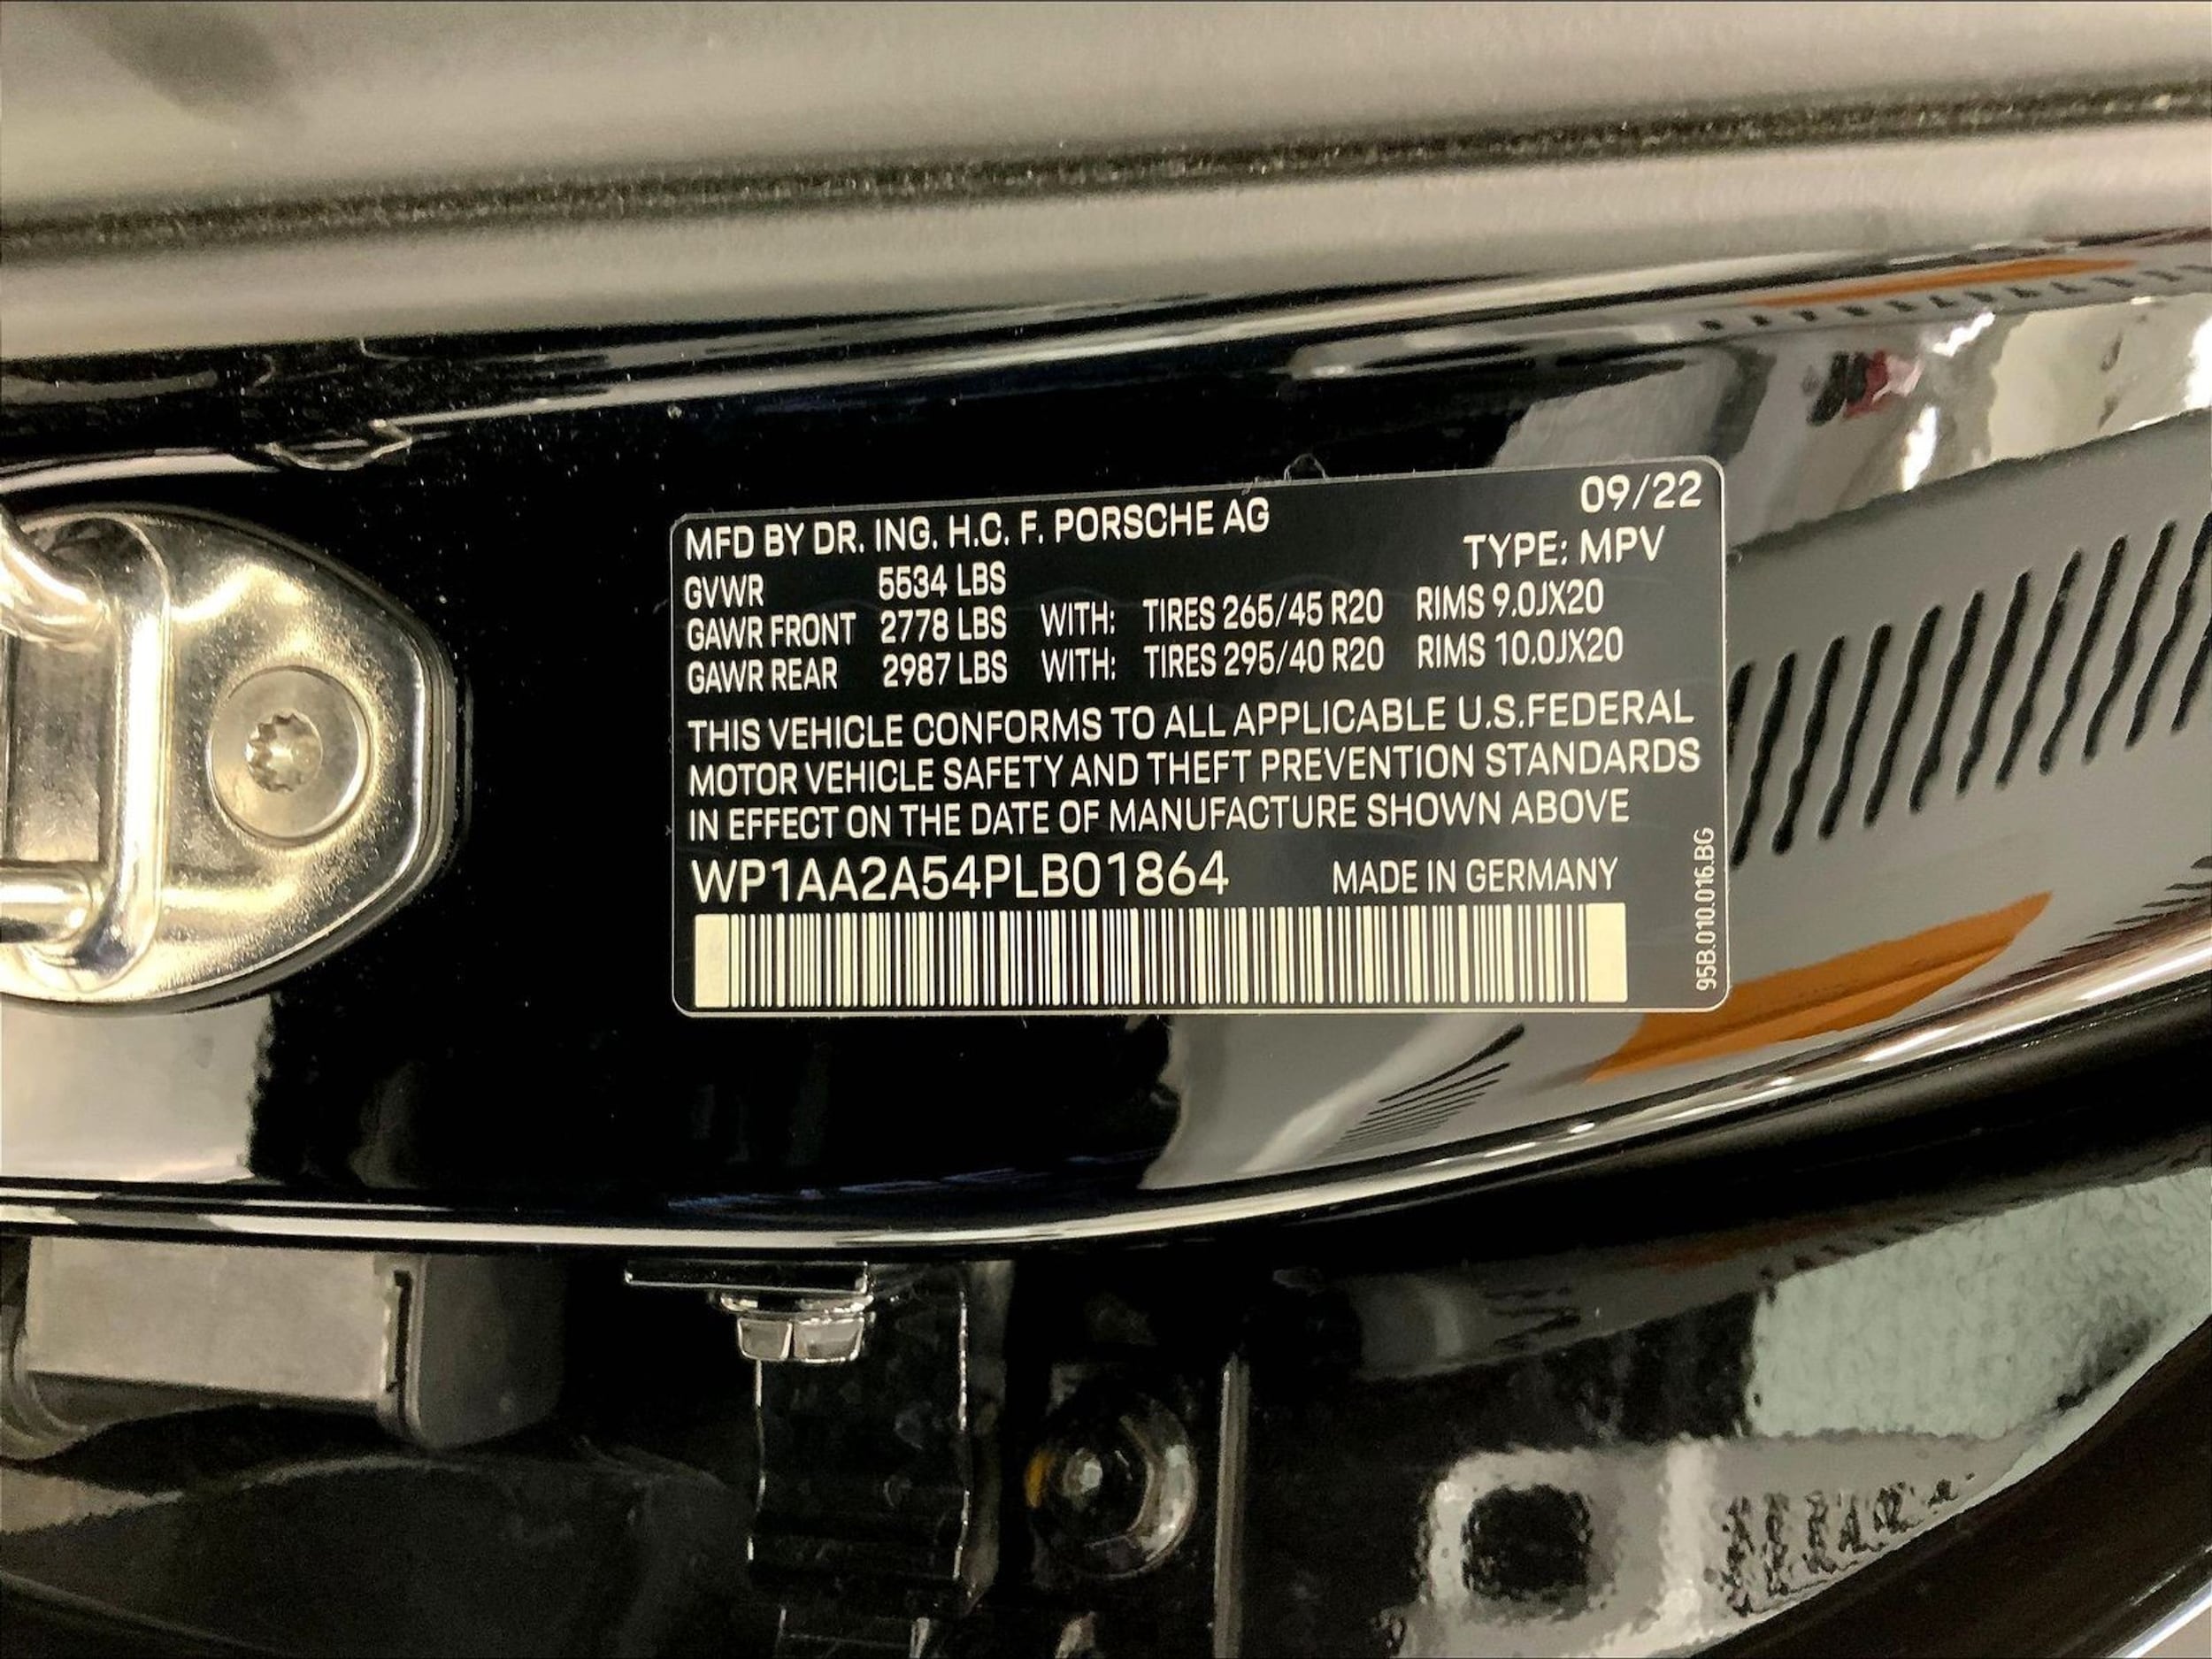 09/22
MFD BY DR. ING. H.C. F. PORSCHE AG
TYPE: MPV
GVWR 5534 LBS
GAWR FRONT 2778 LBS WITH: TIRES 265/45 R20 RIMS 9.0JX20
GAWR REAR 2987 LBS WITH: TIRES 295/40 R20 RIMS 10.0JX20
THIS VEHICLE CONFORMS TO ALL APPLICABLE U.S.FEDERAL
MOTOR VEHICLE SAFETY AND THEFT PREVENTION STANDARDS
IN EFFECT ON THE DATE OF MANUFACTURE SHOWN ABOVE
WP1AA2A54PLB01864 MADE IN GERMANY
95B.010.016.BG